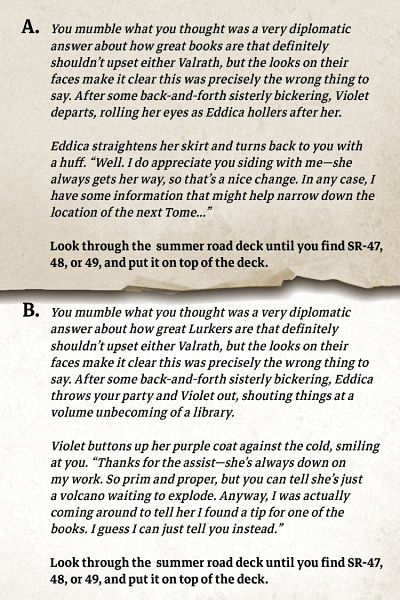 A. You mumble what you thought was a very diplomatic
answer about how great books are that definitely
shouldn't upset either Valrath, but the looks on their
faces make it clear this was precisely the wrong thing to
say. After some back-and-forth sisterly bickering, Violet
departs, rolling her eyes as Eddica hollers after her.
Eddica straightens her skirt and turns back to you with
a huff. “Well. I do appreciate you siding with me—she
always gets her way, so that's a nice change. In any case, I
have some information that might help narrow down the
location of the next Tome...”
Look through the summer road deck until you find SR-47,
48, or 49, and put it on top of the deck.
B. You mumble what you thought was a very diplomatic
answer about how great Lurkers are that definitely
shouldn't upset either Valrath, but the looks on their
faces make it clear this was precisely the wrong thing to
say. After some back-and-forth sisterly bickering, Eddica
throws your party and Violet out, shouting things at a
volume unbecoming of a library.
Violet buttons up her purple coat against the cold, smiling
at you. “Thanks for the assist—she's always down on
my work. So prim and proper, but you can tell she's just
a volcano waiting to explode. Anyway, I was actually
coming around to tell her I found a tip for one of the
books. I guess I can just tell you instead.”
Look through the summer road deck until you find SR-47,
48, or 49, and put it on top of the deck.